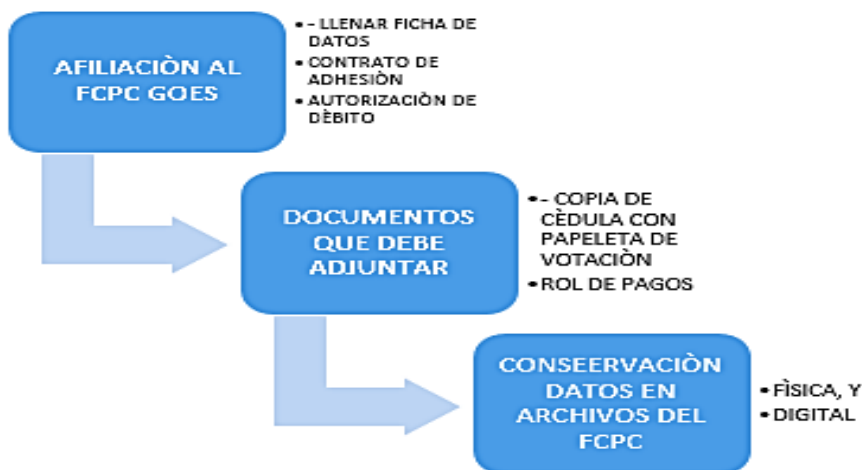 AFILIACIÒN AL
FCPC GOES
• - LLENAR FICHA DE
DATOS
• CONTRATO DE
ADHESIÒN
• AUTORIZACIÒN DE
DÈBITO
DOCUMENTOS
QUE DEBE
ADJUNTAR
• - COPIA DE
CÈDULA CON
PAPELETA DE
VOTACIÒN
• ROL DE PAGOS
CONSEERVACIÒN
DATOS EN
ARCHIVOS DEL
FCPC
• FÌSICA, Y
• DIGITAL